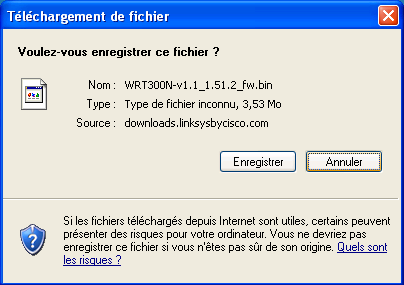 Téléchargement de fichier
Voulez-vous enregistrer ce fichier ?
Nom : WRT300N-v1.1_1.51.2_fw.bin
Type : Type de fichier inconnu, 3,53 Mo
Source : downloads.linksysbycisco.com
Enregistrer Annuler
Si les fichiers téléchargés depuis Internet sont utiles, certains peuvent
présenter des risques pour votre ordinateur. Vous ne devriez pas
enregistrer ce fichier si vous n'êtes pas sûr de son origine. Quels sont
les risques ?